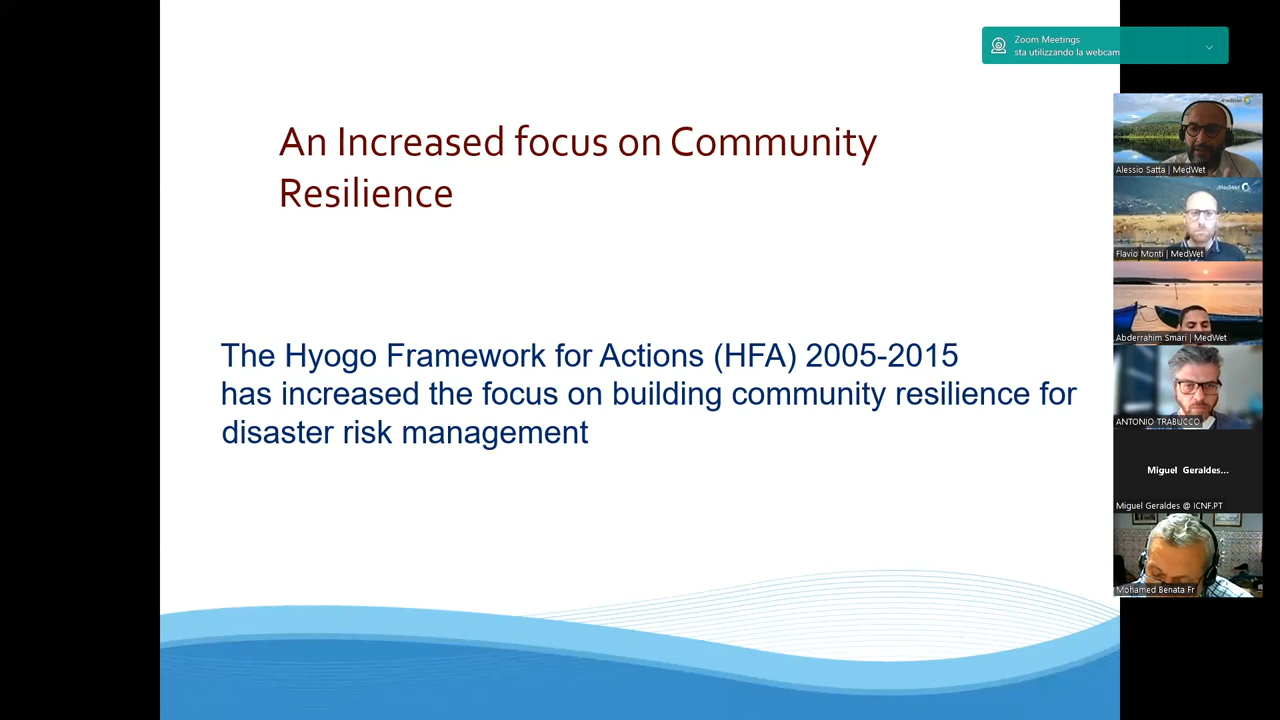 Zoom Meetings
sta utilizzando la webcam
An Increased focus on Community
Resilience
The Hyogo Framework for Actions (HFA) 2005-2015
has increased the focus on building community resilience for
disaster risk management
MedWet
Alessio Satta | MedWet
MedWet
Flavio Monti | MedWet
Abderrahim Smari | MedWet
ANTONIO TRABUCCO
Miguel Geraldes...
Miguel Geraldes @ ICNF.PT
Mohamed Benata Fr